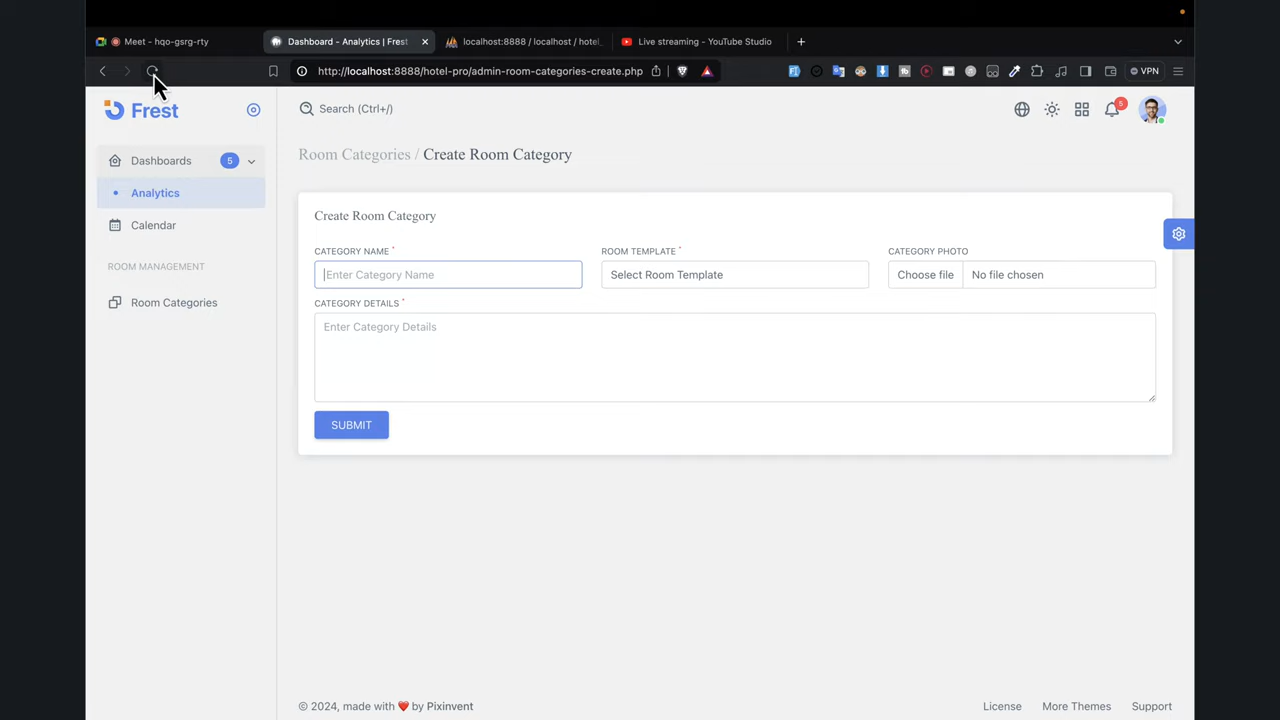 Meet - hqo-gsrg-rty
Dashboard - Analytics | Frest
localhost:8888 / localhost / hotel_
Live streaming - YouTube Studio
http://localhost:8888/hotel-pro/admin-room-categories-create.php
VPN
Frest
Search (Ctrl+/)
5
Dashboards
5
Analytics
Calendar
ROOM MANAGEMENT
Room Categories
Room Categories / Create Room Category
Create Room Category
CATEGORY NAME *
ROOM TEMPLATE *
CATEGORY PHOTO
Enter Category Name
Select Room Template
Choose file
No file chosen
CATEGORY DETAILS *
Enter Category Details
SUBMIT
© 2024, made with ❤️ by Pixinvent
License
More Themes
Support